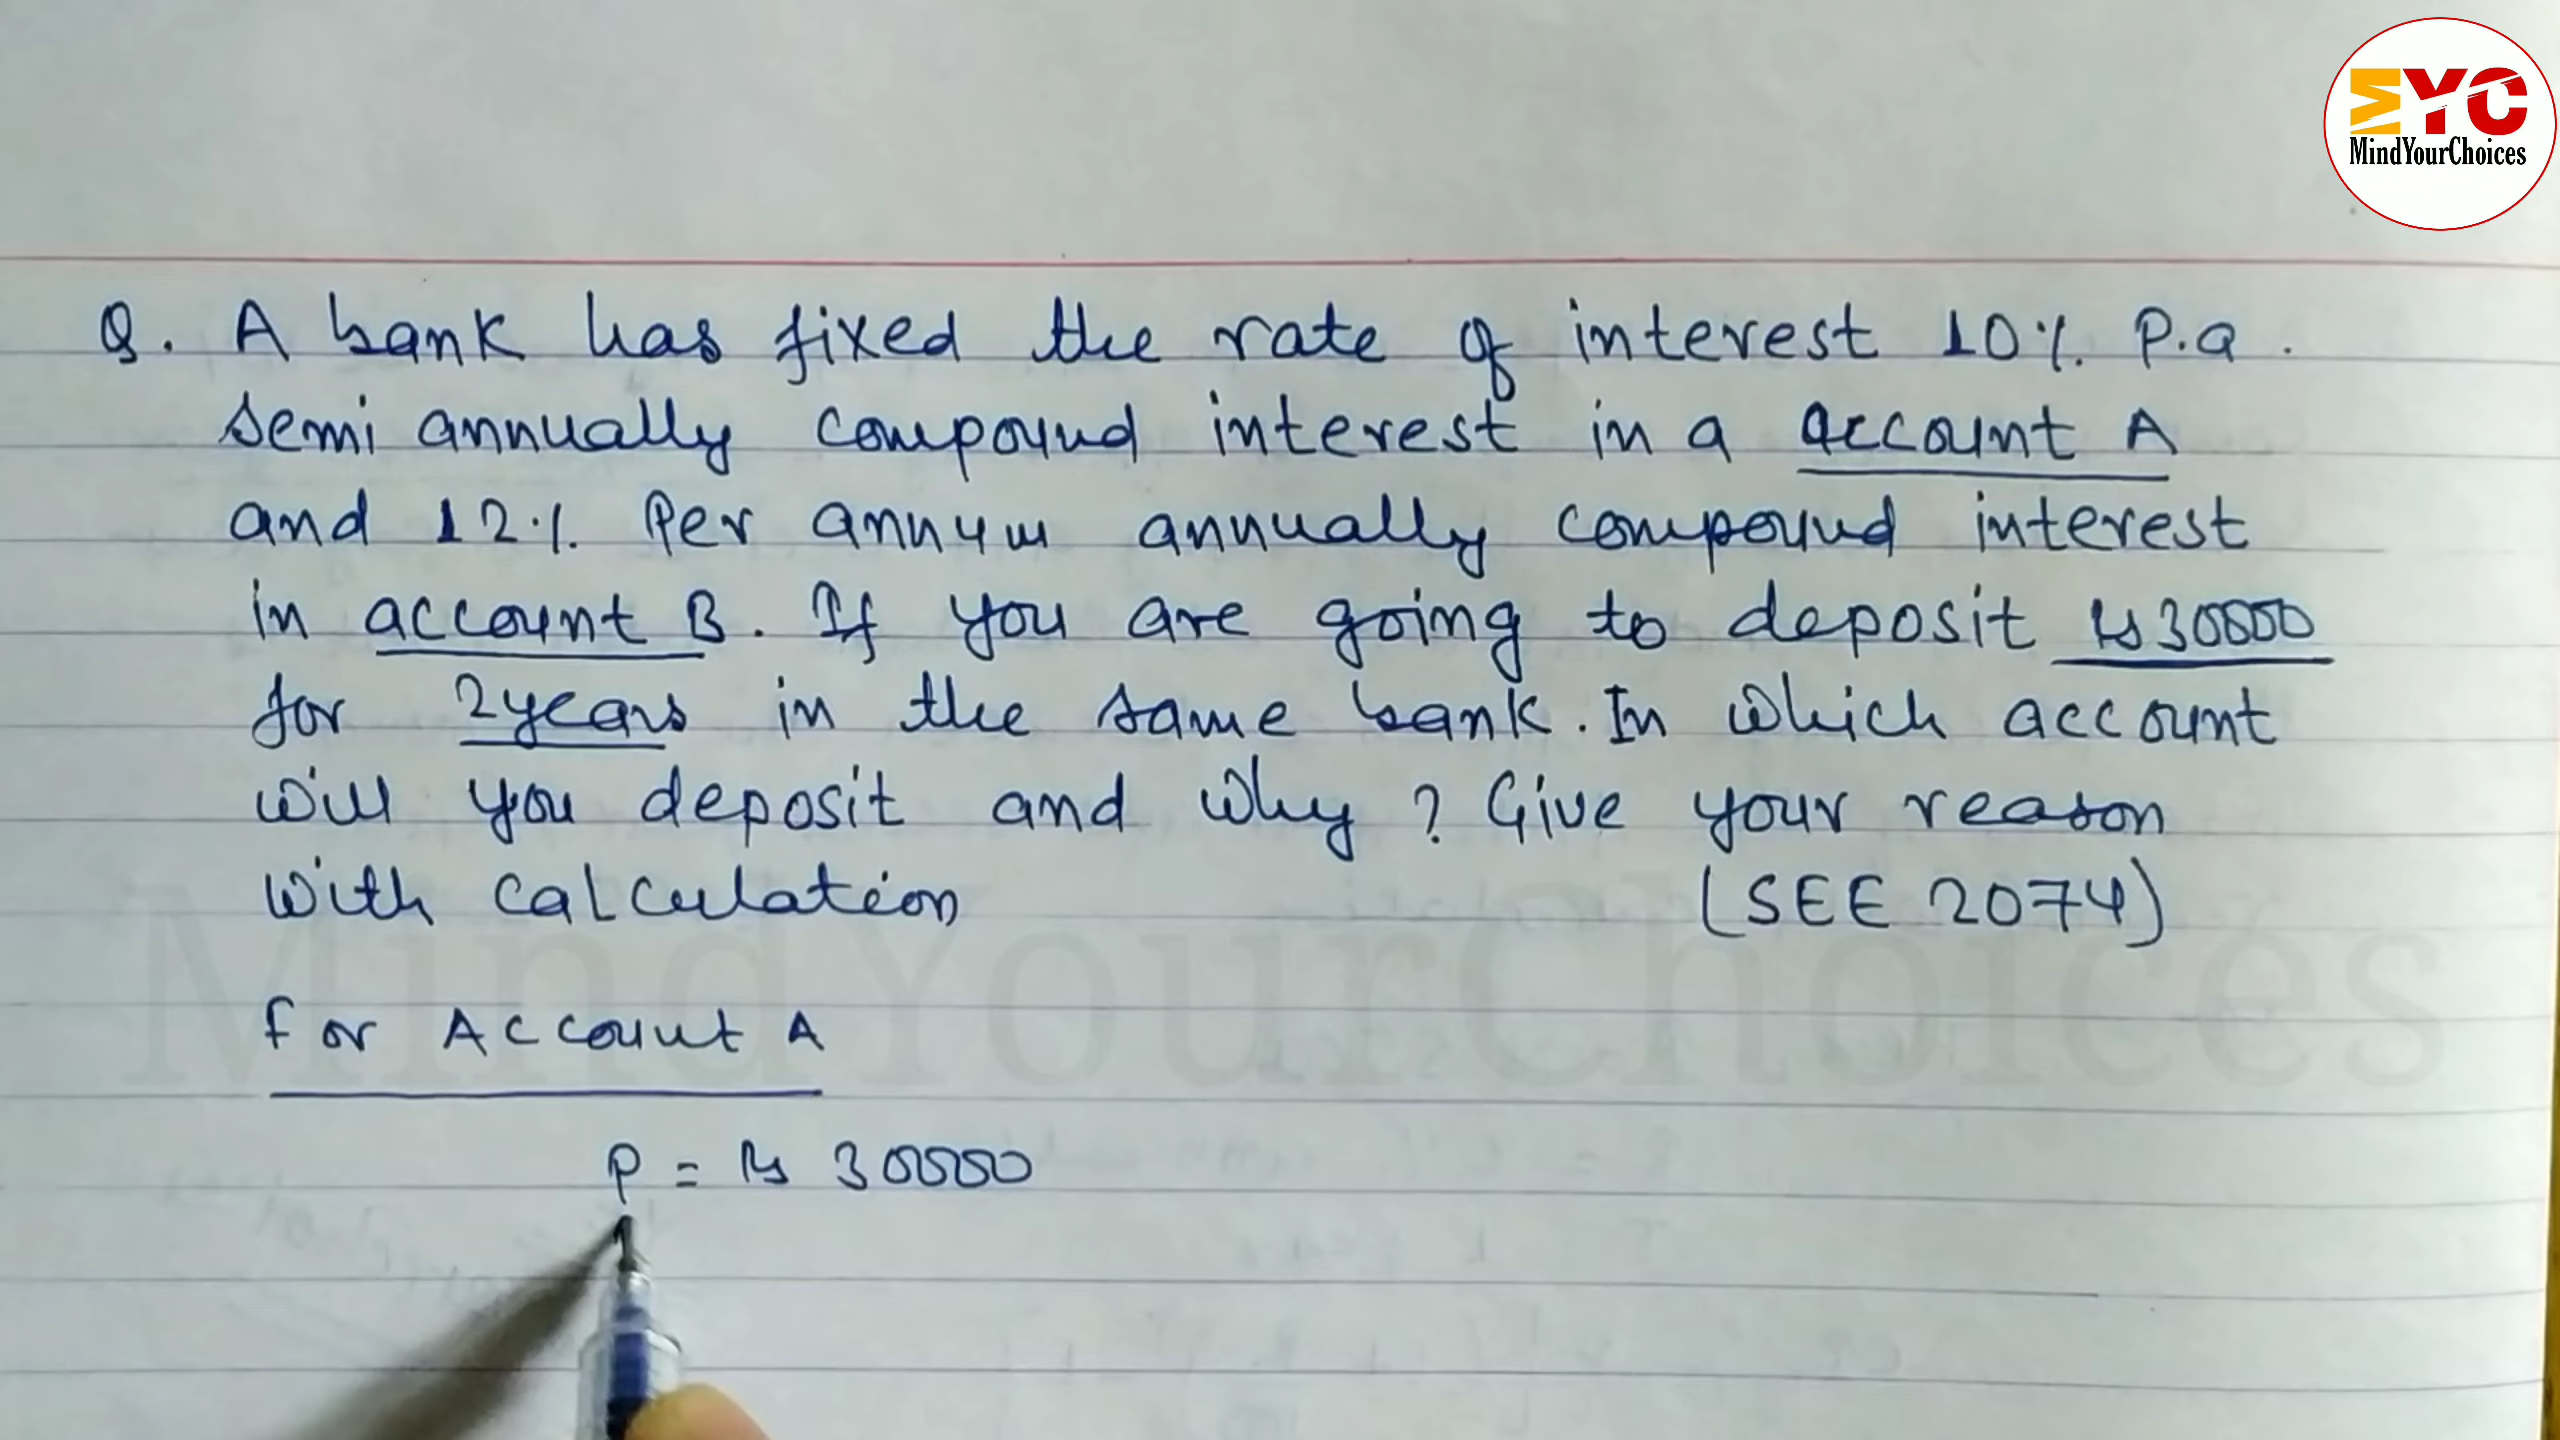 MYC
MindYourChoices
Q. A bank has fixed the rate of interest 10% P.a.
semi annually compound interest in a account A
and 12% Per annum annually compound interest
in account B. If you are going to deposit Rs 30000
for 2years in the same bank. In which account
will you deposit and why? Give your reason
with calculation (SEE 2074)
MindYourChoices
for Account A
P = Rs 30000